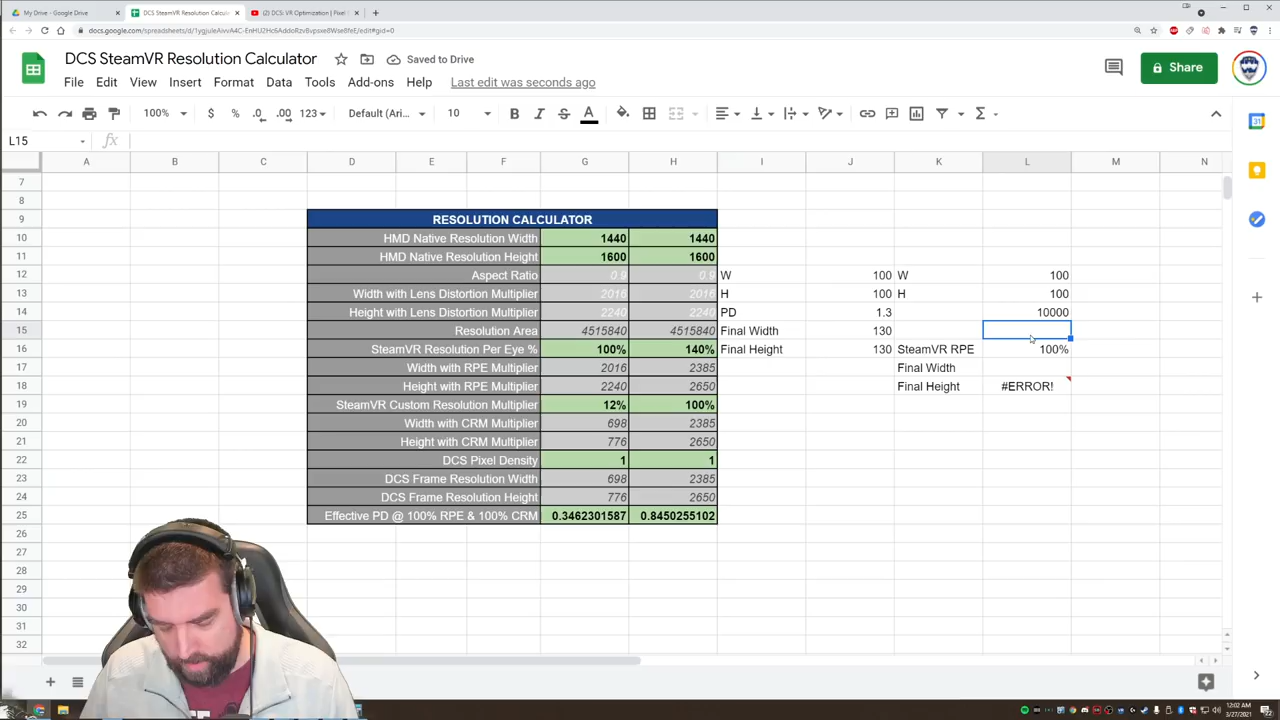 My Drive - Google Drive
DCS SteamVR Resolution Calcula
(2) DCS: VR Optimization | Pixel
DCS SteamVR Resolution Calculator
Saved to Drive
File Edit View Insert Format Data Tools Add-ons Help Last edit was seconds ago
Share
100% $ % .0 .00 123 Default (Ari... 10 B I S A
L15 fx
A B C D E F G H I J K L M N
7
8
9 RESOLUTION CALCULATOR
10 HMD Native Resolution Width 1440 1440
11 HMD Native Resolution Height 1600 1600
12 Aspect Ratio 0.9 0.9 W 100 W 100
13 Width with Lens Distortion Multiplier 2016 2016 H 100 H 100
14 Height with Lens Distortion Multiplier 2240 2240 PD 1.3 10000
15 Resolution Area 4515840 4515840 Final Width 130
16 SteamVR Resolution Per Eye % 100% 140% Final Height 130 SteamVR RPE 100%
17 Width with RPE Multiplier 2016 2385 Final Width
18 Height with RPE Multiplier 2240 2650 Final Height #ERROR!
19 SteamVR Custom Resolution Multiplier 12% 100%
20 Width with CRM Multiplier 698 2385
21 Height with CRM Multiplier 776 2650
22 DCS Pixel Density 1 1
23 DCS Frame Resolution Width 698 2385
24 DCS Frame Resolution Height 776 2650
25 Effective PD @ 100% RPE & 100% CRM 0.3462301587 0.8450255102
26
27
28
29
30
31
32
12:02 AM
3/27/2021